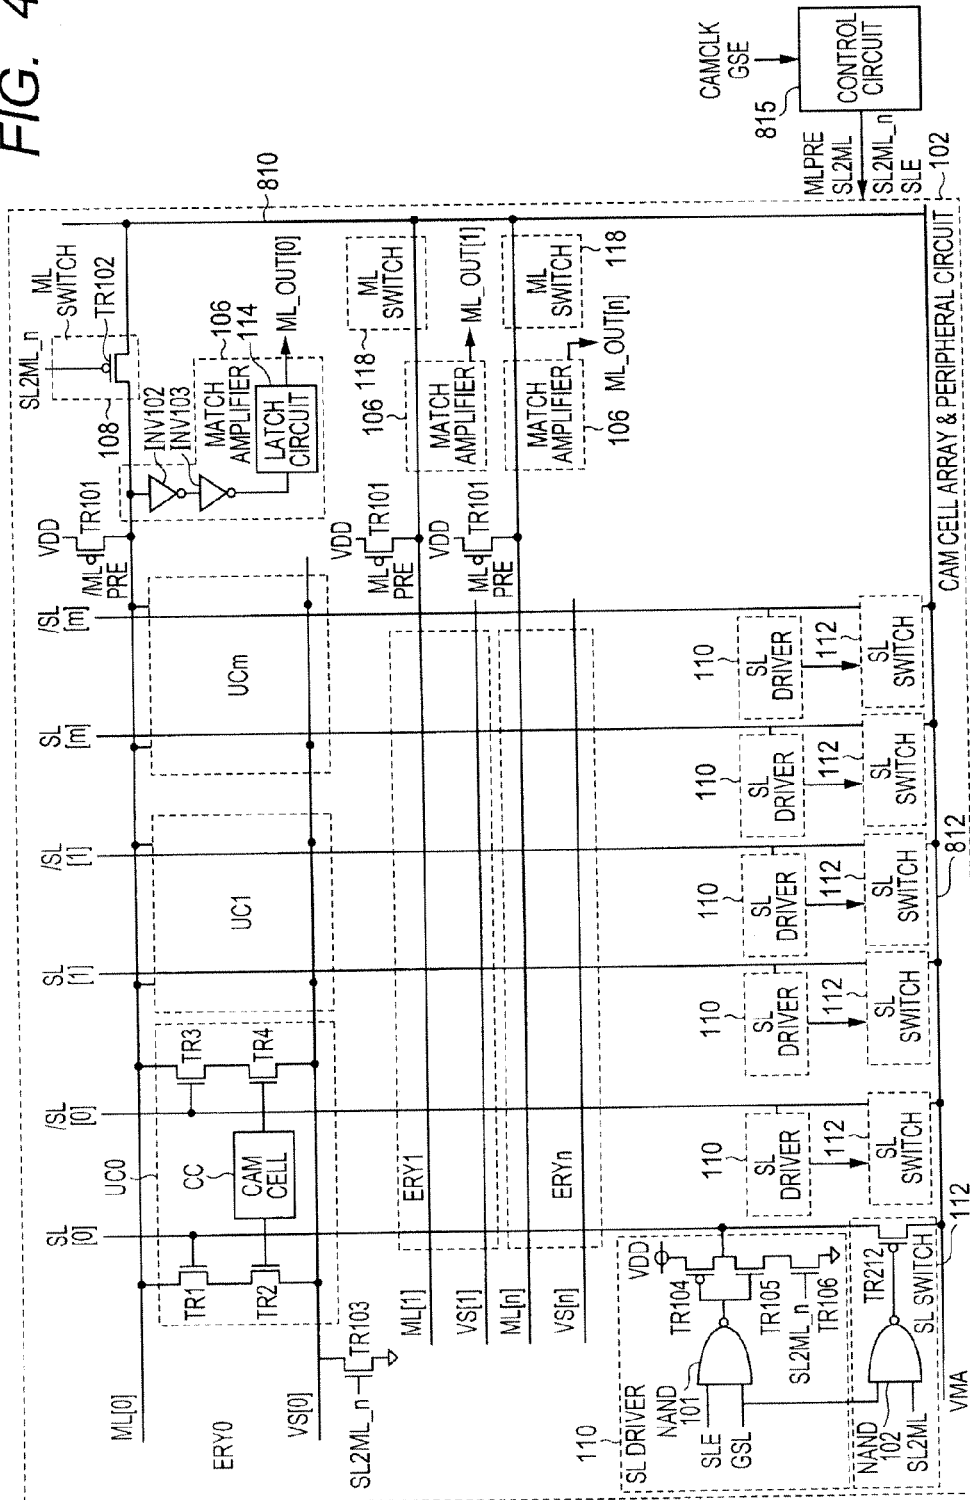 FIG. 4
CAMCLK
GSE
CONTROL
CIRCUIT
815
MLPRE
SL2ML
SL2ML_n
SLE
102
810
SL2ML_n
ML
SWITCH
TR102
108
INV102
INV103
MATCH
AMPLIFIER
106
114
LATCH
CIRCUIT
ML_OUT[0]
VDD
TR101
/ML
PRE
ML
SWITCH
118
106
MATCH
AMPLIFIER
ML_OUT[1]
VDD
TR101
ML
PRE
ML
SWITCH
118
MATCH
AMPLIFIER
106
ML_OUT[n]
VDD
TR101
ML
PRE
CAM CELL ARRAY & PERIPHERAL CIRCUIT
SL
[0]
/SL
[0]
SL
[1]
/SL
[1]
SL
[m]
/SL
[m]
UC0
CC
CAM
CELL
TR1
TR2
TR3
TR4
UC1
UCm
ML[0]
ERY0
VS[0]
TR103
SL2ML_n
ML[1]
ERY1
VS[1]
ML[n]
ERYn
VS[n]
110
SL DRIVER
NAND
101
SLE
GSL
VDD
TR104
TR105
SL2ML_n
TR106
NAND
102
SL2ML
TR212
SL SWITCH
112
VMA
110
SL
DRIVER
112
SL
SWITCH
110
SL
DRIVER
112
SL
SWITCH
110
SL
DRIVER
112
SL
SWITCH
110
SL
DRIVER
112
SL
SWITCH
110
SL
DRIVER
112
SL
SWITCH
812